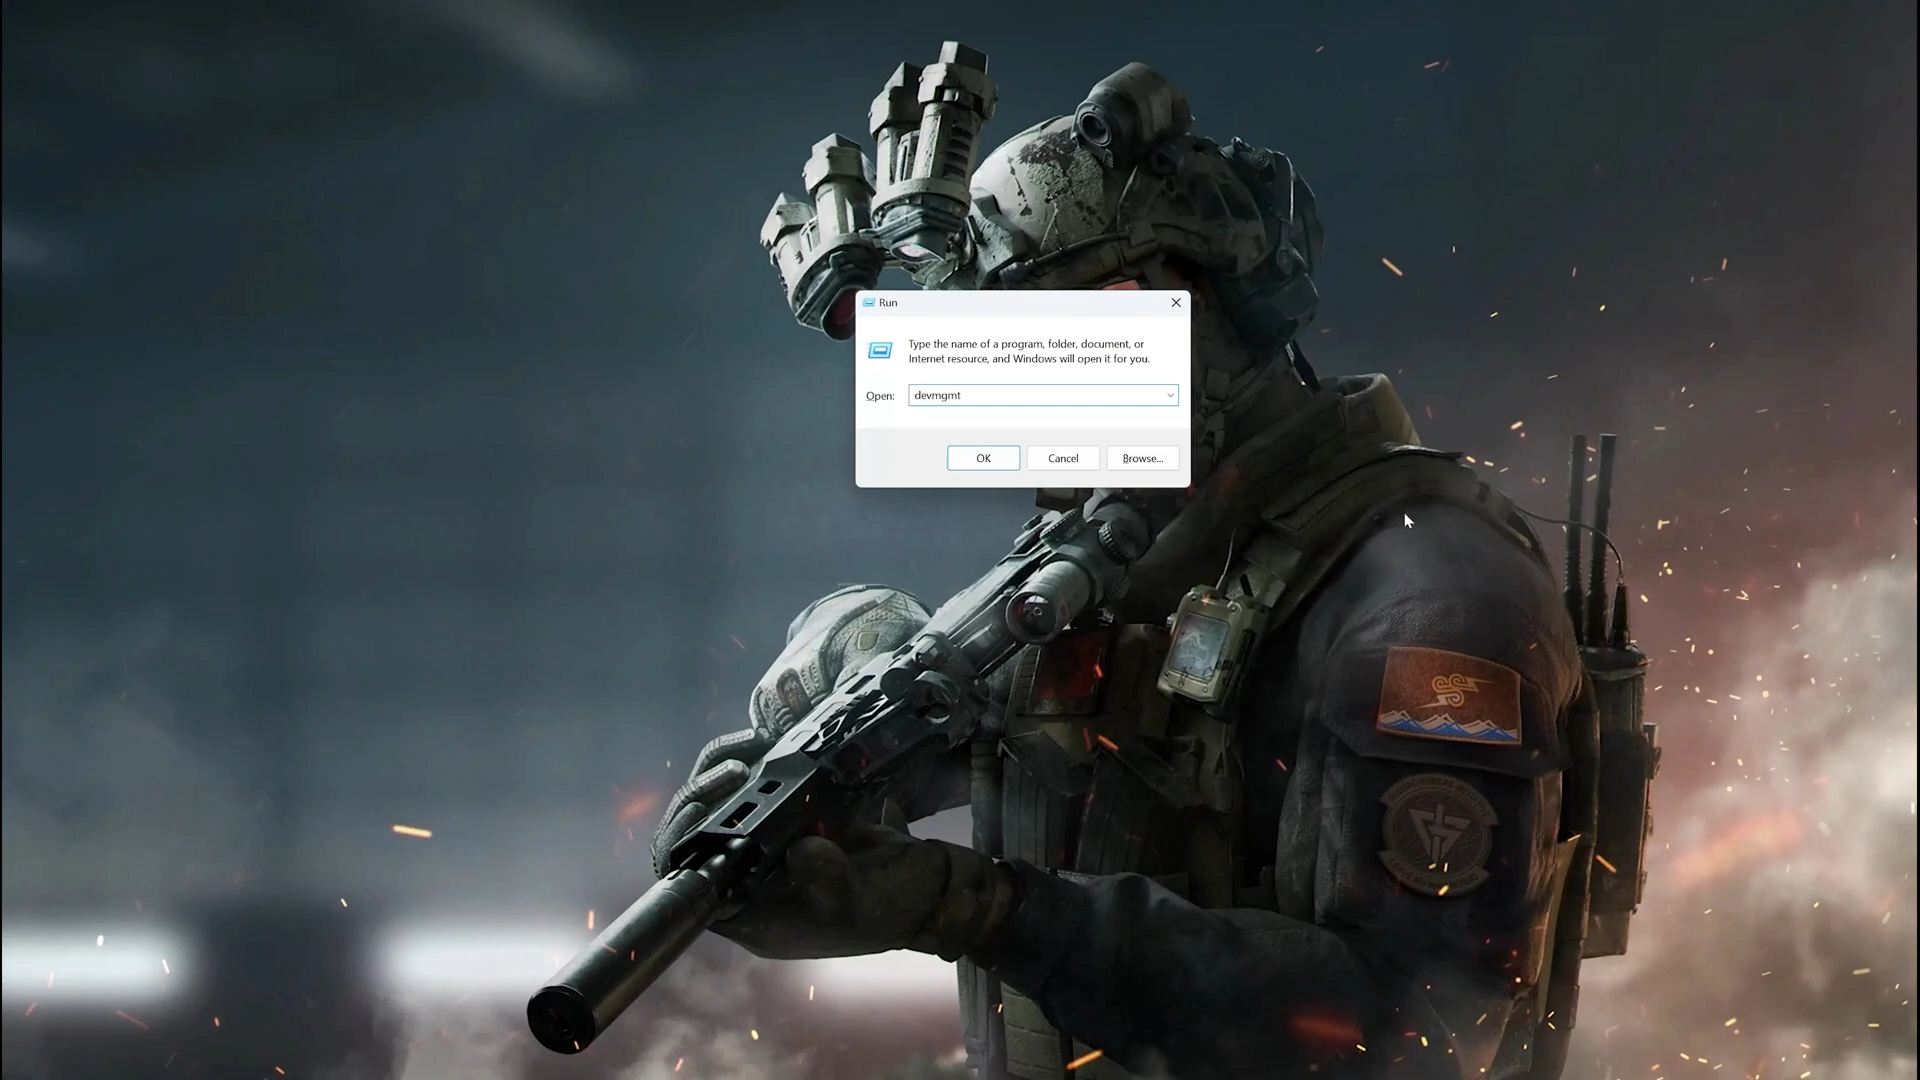 Run
Type the name of a program, folder, document, or
Internet resource, and Windows will open it for you.
Open:
devmgmt
OK
Cancel
Browse...